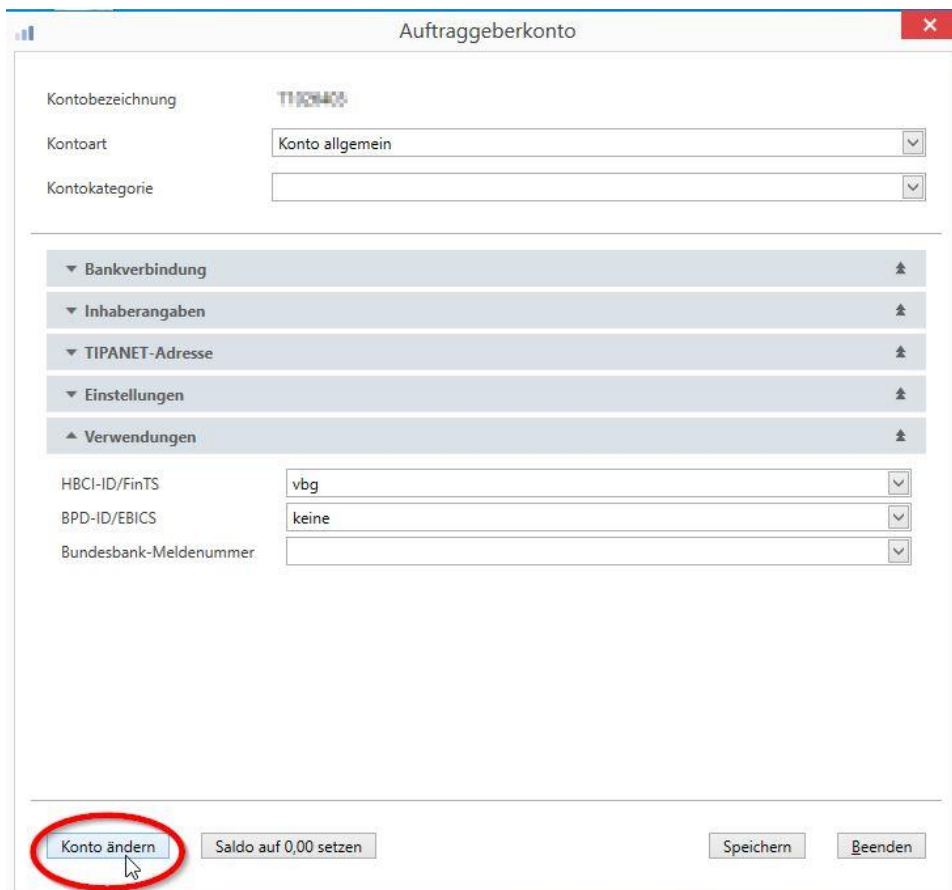 Auftraggeberkonto
Kontobezeichnung
Kontoart Konto allgemein
Kontokategorie
Bankverbindung
Inhaberangaben
TIPANET-Adresse
Einstellungen
Verwendungen
HBCI-ID/FinTS vbg
BPD-ID/EBICS keine
Bundesbank-Meldenummer
Konto ändern Saldo auf 0,00 setzen Speichern Beenden